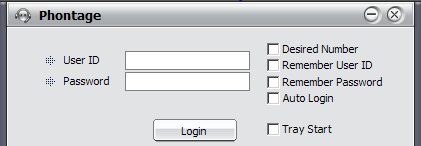 Phontage
User ID
Password
Desired Number
Remember User ID
Remember Password
Auto Login
Login
Tray Start